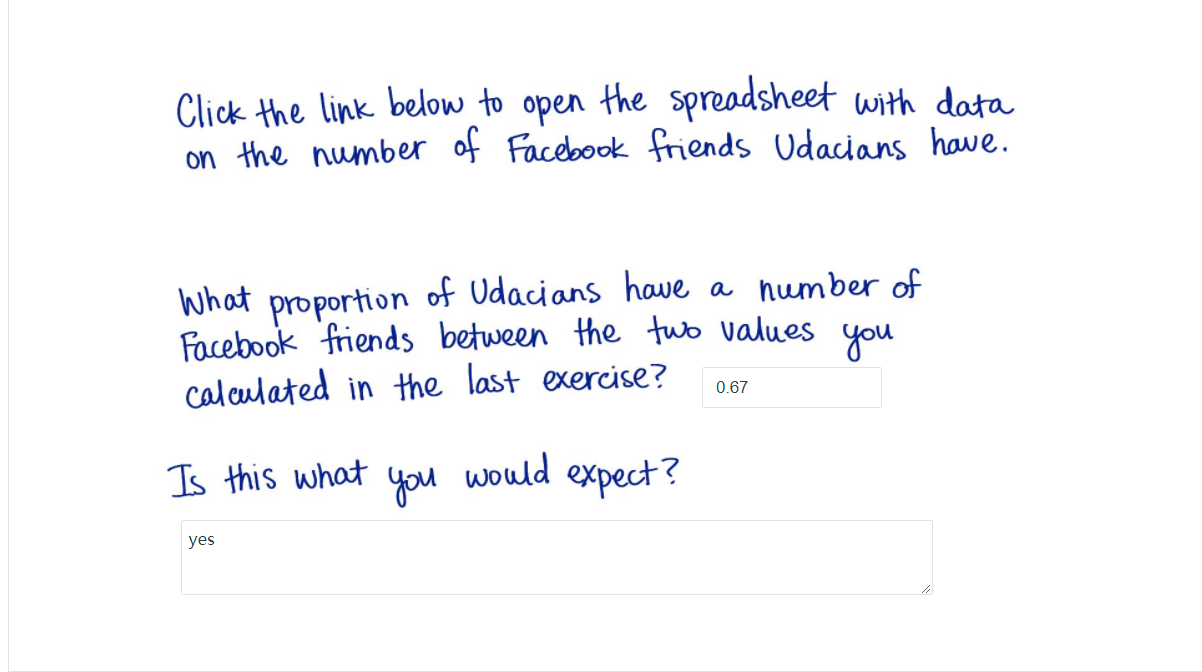 Click the link below to open the spreadsheet with data
on the number of Facebook friends Udacians have.
What proportion of Udacians have a number of
Facebook friends between the two values you
calculated in the last exercise? 0.67
Is this what you would expect?
yes